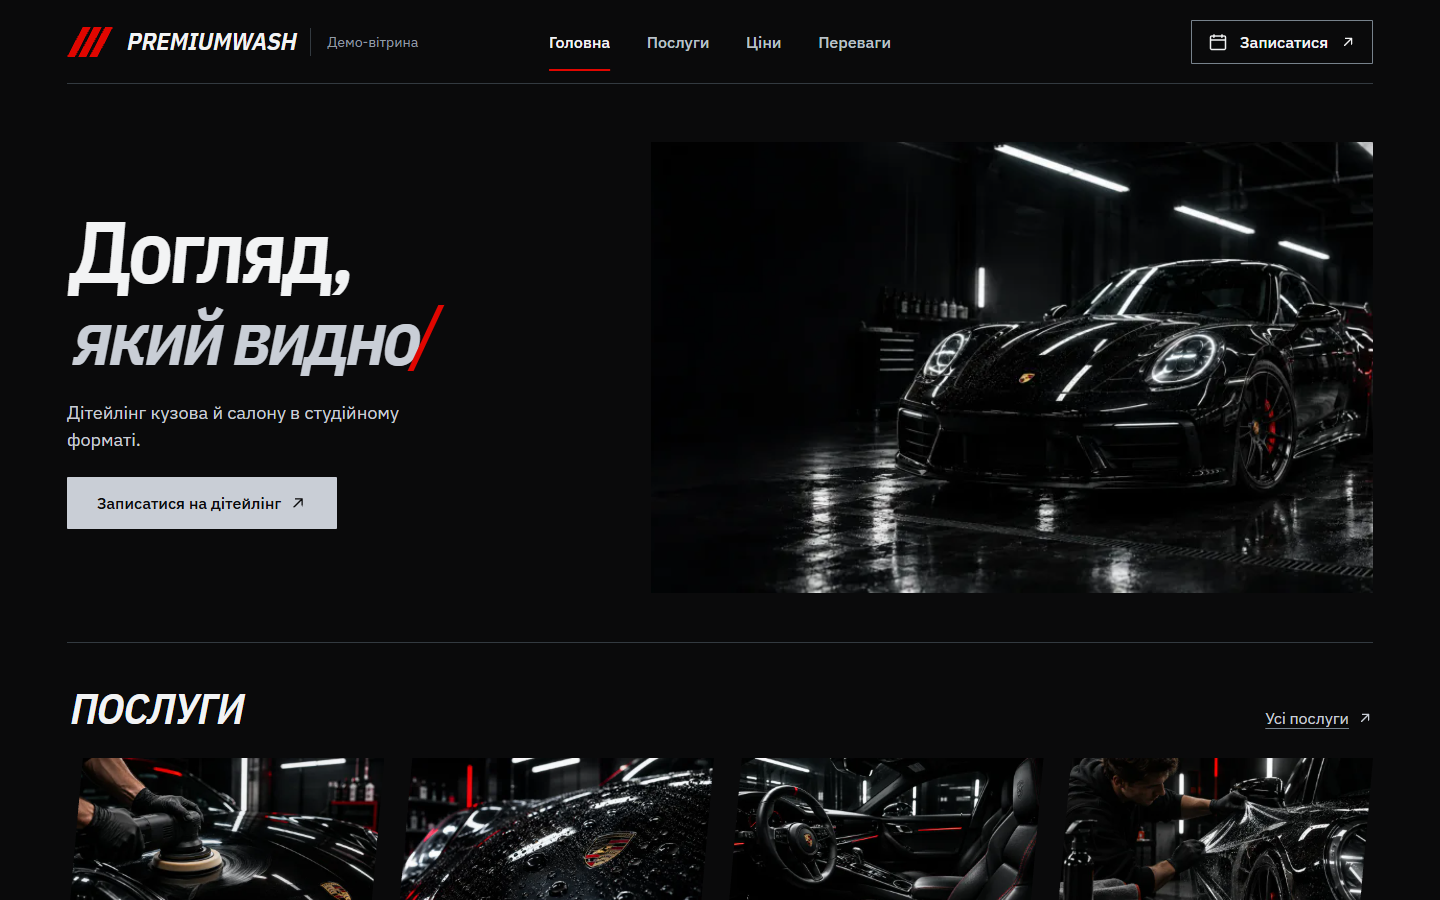 PREMIUMWASH
Демо-вітрина
Головна
Послуги
Ціни
Переваги
Записатися
Догляд,
який видно/
Дітейлінг кузова й салону в студійному
форматі.
Записатися на дітейлінг
ПОСЛУГИ
Усі послуги